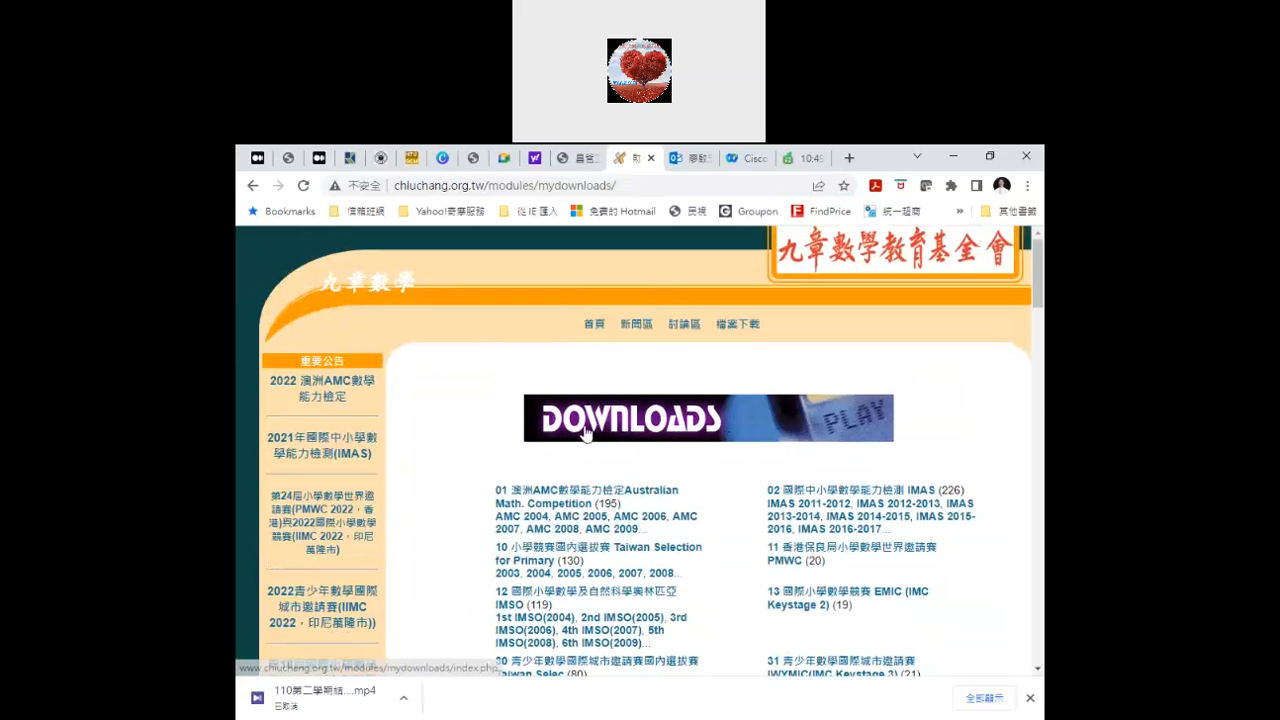 廖敏
Cisco
10:45
不安全
chiuchang.org.tw/modules/mydownloads/
Bookmarks
信箱班網
Yahoo!奇摩服務
從 IE 匯入
免費的 Hotmail
民視
Groupon
FindPrice
統一超商
»
其他書籤
九章數學教育基金會
九章數學
首頁
新聞區
討論區
檔案下載
重要公告
2022 澳洲AMC數學
能力檢定
2021年國際中小學數
學能力檢測(IMAS)
第24屆小學數學世界邀
請賽(PMWC 2022，香
港)與2022國際小學數學
競賽(IIMC 2022，印尼
萬隆市)
2022青少年數學國際
城市邀請賽(IIMC
2022，印尼萬隆市))
DOWNLOADS
PLAY
01 澳洲AMC數學能力檢定Australian
Math. Competition (195)
AMC 2004, AMC 2005, AMC 2006, AMC
2007, AMC 2008, AMC 2009...
02 國際中小學數學能力檢測 IMAS (226)
IMAS 2011-2012, IMAS 2012-2013, IMAS
2013-2014, IMAS 2014-2015, IMAS 2015-
2016, IMAS 2016-2017...
10 小學競賽國內選拔賽 Taiwan Selection
for Primary (130)
2003, 2004, 2005, 2006, 2007, 2008...
11 香港保良局小學數學世界邀請賽
PMWC (20)
12 國際小學數學及自然科學奧林匹亞
IMSO (119)
1st IMSO(2004), 2nd IMSO(2005), 3rd
IMSO(2006), 4th IMSO(2007), 5th
IMSO(2008), 6th IMSO(2009)...
13 國際小學數學競賽 EMIC (IMC
Keystage 2) (19)
30 青少年數學國際城市邀請賽國內選拔賽
Taiwan Selec (80)
31 青少年數學國際城市邀請賽
IWYMIC(IMC Keystage 3) (21)
www.chiuchang.org.tw/modules/mydownloads/index.php
110第二學期結....mp4
已取消
全部顯示